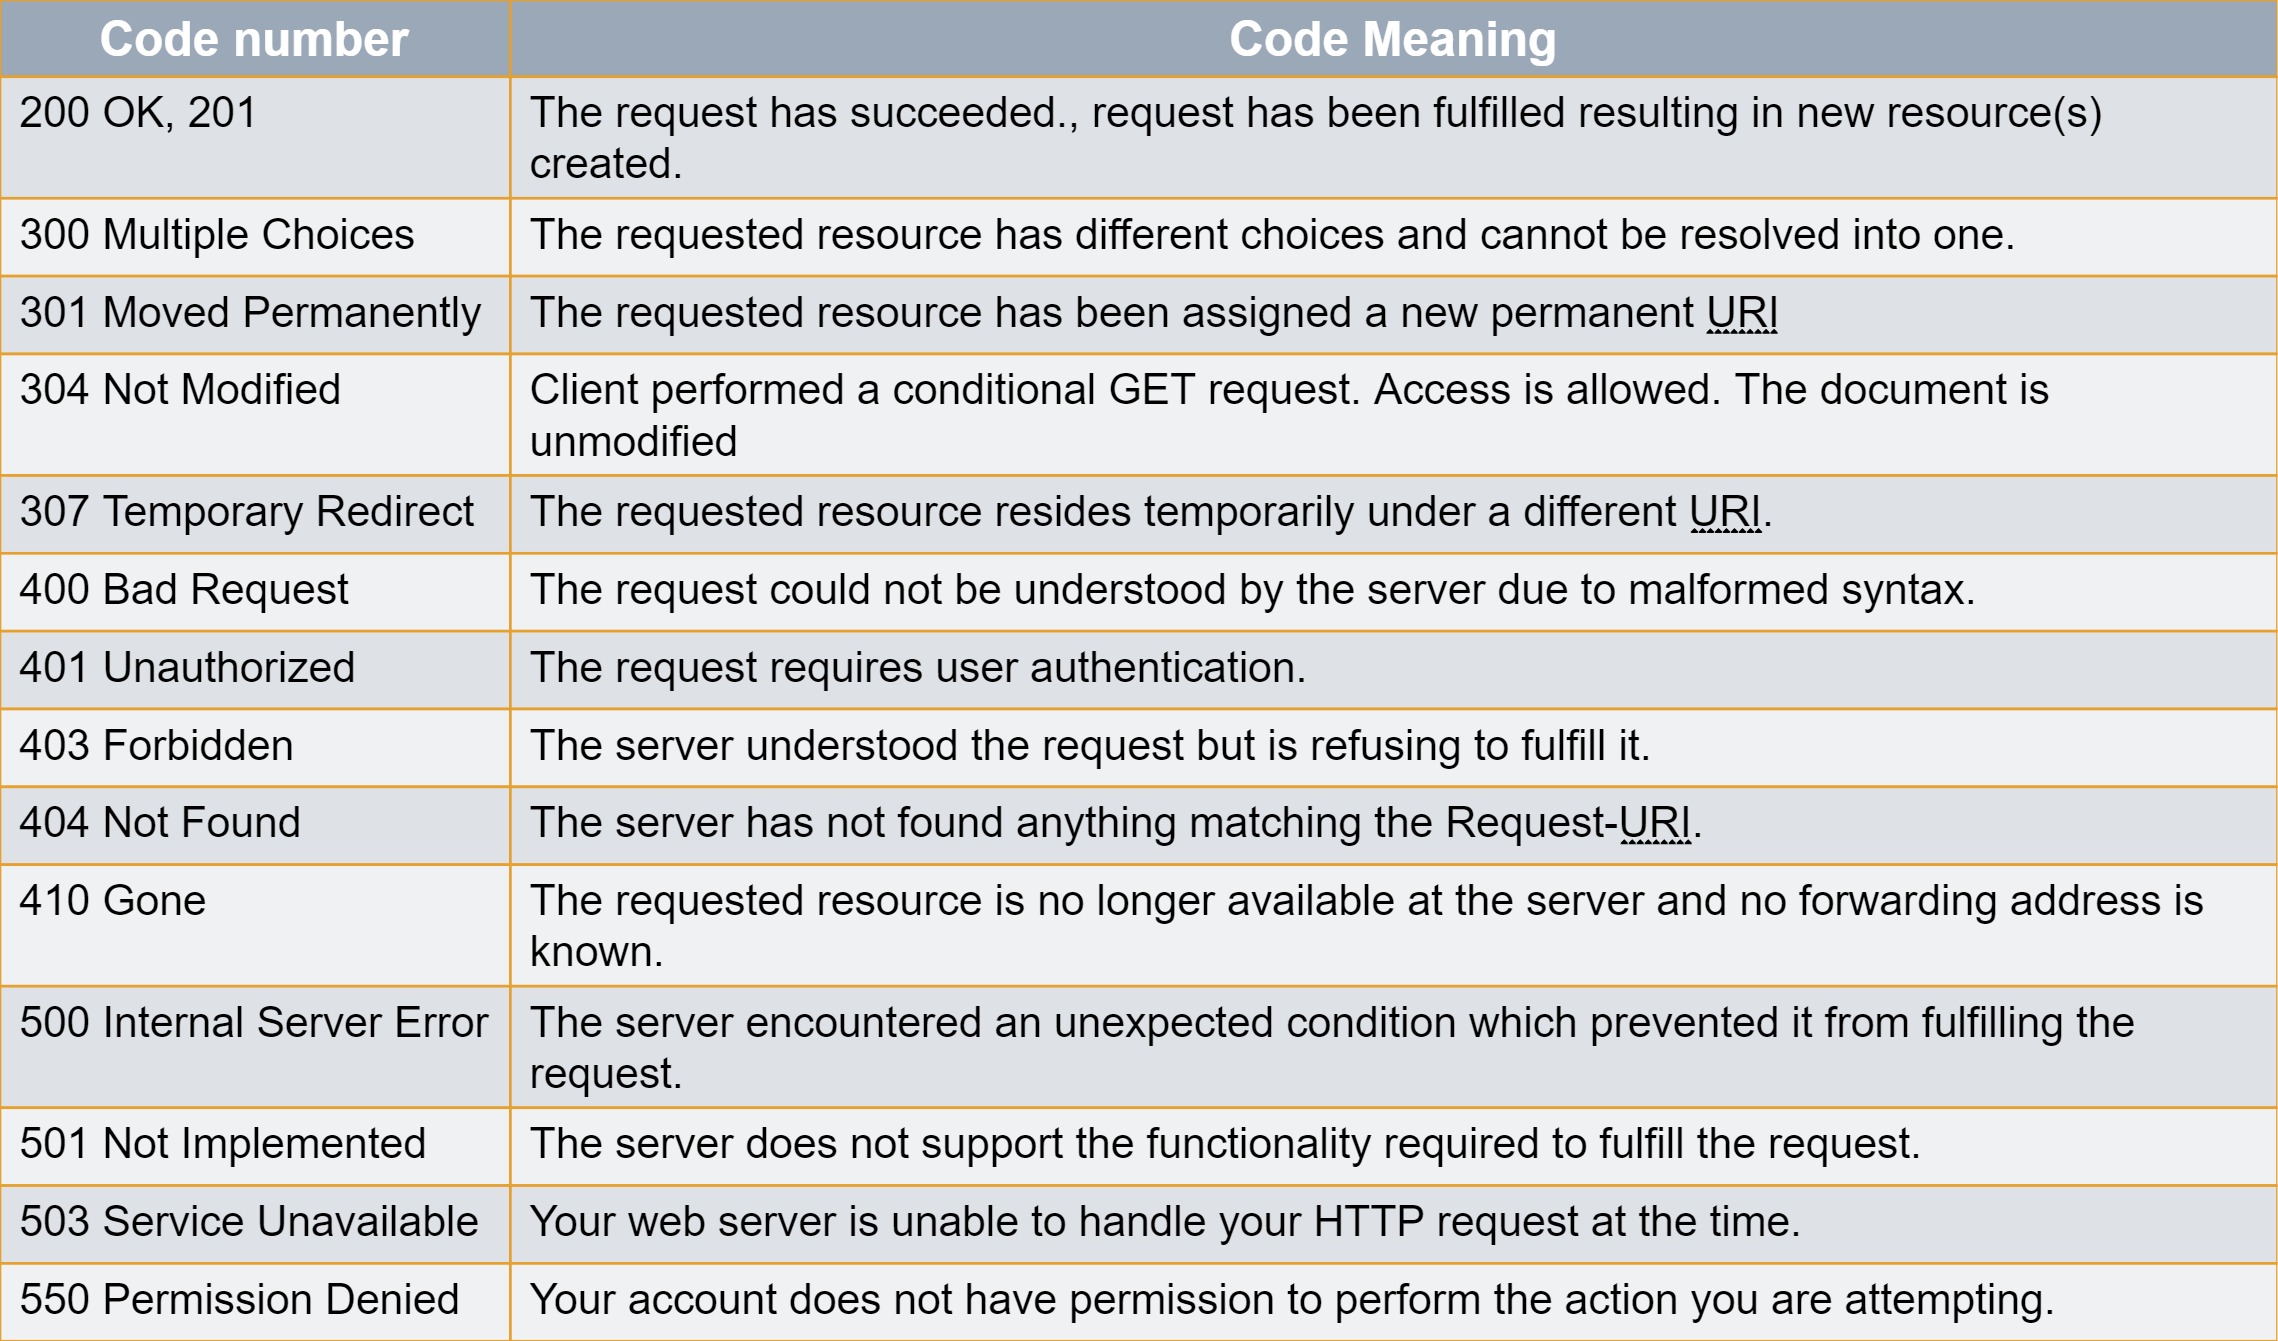 Code number Code Meaning
200 OK, 201 The request has succeeded., request has been fulfilled resulting in new resource(s)
created.
300 Multiple Choices The requested resource has different choices and cannot be resolved into one.
301 Moved Permanently The requested resource has been assigned a new permanent URI
304 Not Modified Client performed a conditional GET request. Access is allowed. The document is
unmodified
307 Temporary Redirect The requested resource resides temporarily under a different URI.
400 Bad Request The request could not be understood by the server due to malformed syntax.
401 Unauthorized The request requires user authentication.
403 Forbidden The server understood the request but is refusing to fulfill it.
404 Not Found The server has not found anything matching the Request-URI.
410 Gone The requested resource is no longer available at the server and no forwarding address is
known.
500 Internal Server Error The server encountered an unexpected condition which prevented it from fulfilling the
request.
501 Not Implemented The server does not support the functionality required to fulfill the request.
503 Service Unavailable Your web server is unable to handle your HTTP request at the time.
550 Permission Denied Your account does not have permission to perform the action you are attempting.